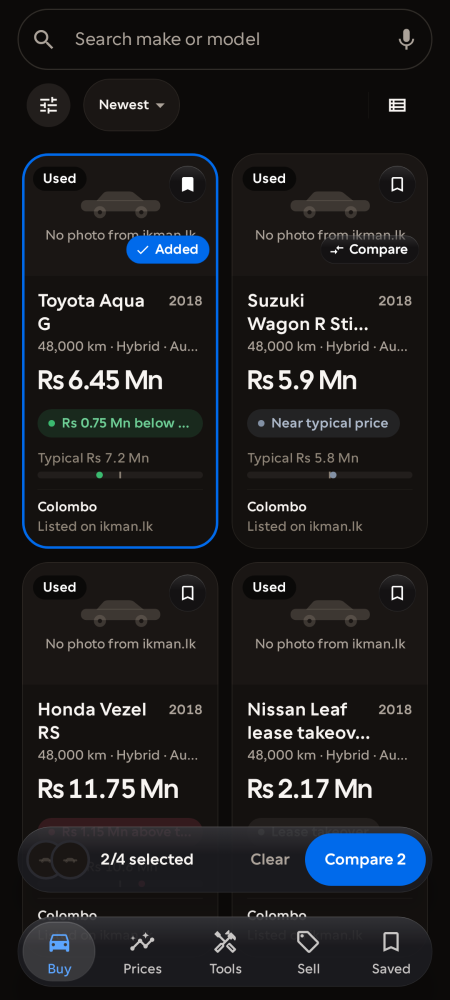 Search make or model
Newest
Used
No photo from ikman.lk
Added
Toyota Aqua 2018
G
48,000 km · Hybrid · Au...
Rs 6.45 Mn
Rs 0.75 Mn below ...
Typical Rs 7.2 Mn
Colombo
Listed on ikman.lk
Used
No photo from ikman.lk
Compare
Suzuki 2018
Wagon R Sti...
48,000 km · Hybrid · Au...
Rs 5.9 Mn
Near typical price
Typical Rs 5.8 Mn
Colombo
Listed on ikman.lk
Used
No photo from ikman.lk
Honda Vezel 2018
RS
48,000 km · Hybrid · Au...
Rs 11.75 Mn
Rs 1.15 Mn above t...
Colombo
Used
No photo from ikman.lk
Nissan Leaf 2018
lease takeov...
48,000 km · Hybrid · Au...
Rs 2.17 Mn
Lease
Colombo
2/4 selected
Clear
Compare 2
Buy
Prices
Tools
Sell
Saved